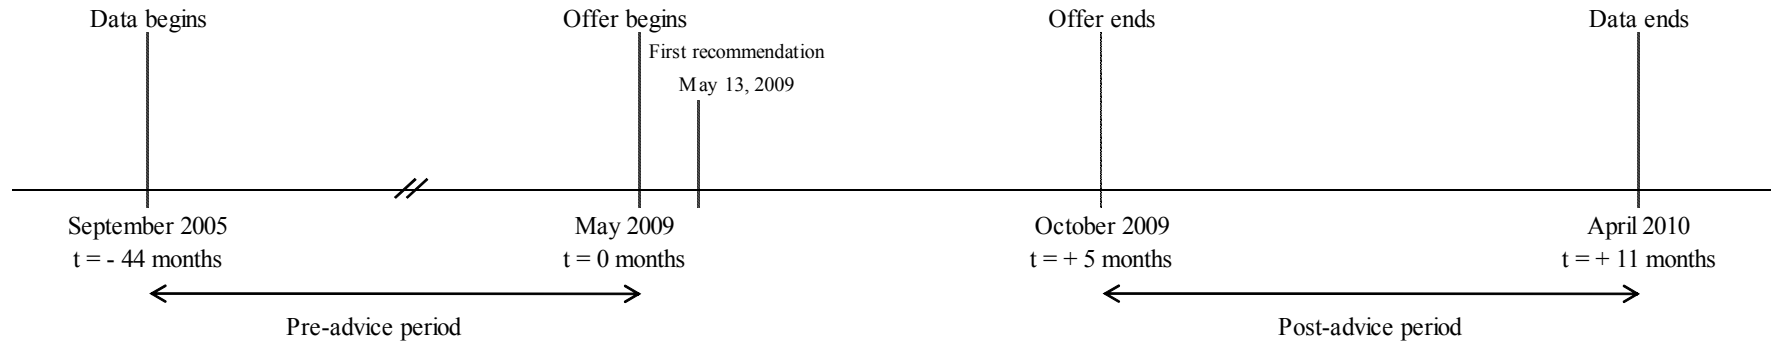 Data begins
Offer begins
Offer ends
Data ends
First recommendation
May 13, 2009
September 2005
May 2009
October 2009
April 2010
t = - 44 months
t = 0 months
t = + 5 months
t = + 11 months
Pre-advice period
Post-advice period